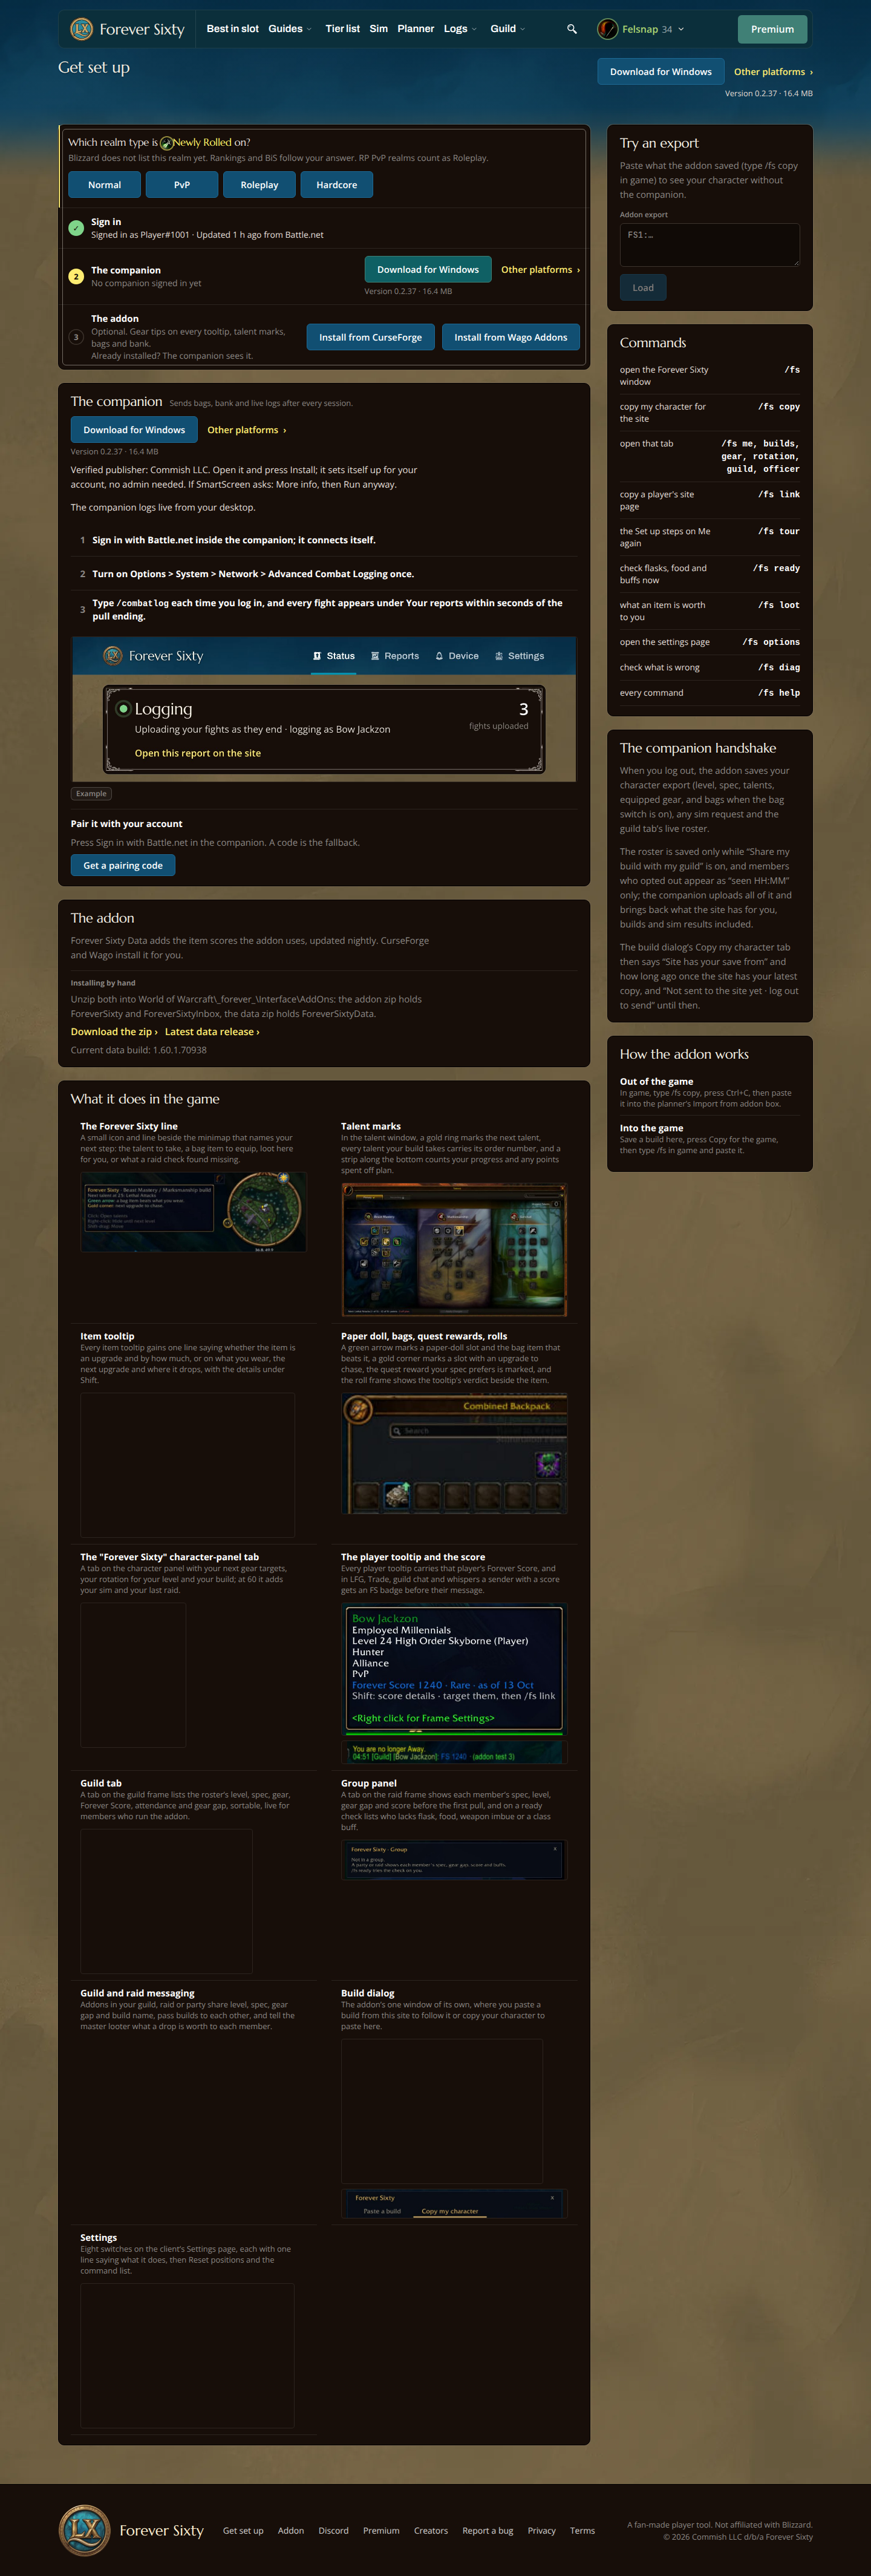 Forever Sixty
Best in slot
Guides
Tier list
Sim
Planner
Logs
Guild
Felsnap 34
Premium
Get set up
Download for Windows
Other platforms ›
Version 0.2.37 · 16.4 MB
Which realm type is Newly Rolled on?
Blizzard does not list this realm yet. Rankings and BiS follow your answer. RP PvP realms count as Roleplay.
Normal
PvP
Roleplay
Hardcore
Sign in
Signed in as Player#1001 · Updated 1 h ago from Battle.net
2
The companion
No companion signed in yet
Download for Windows
Other platforms ›
Version 0.2.37 · 16.4 MB
3
The addon
Optional. Gear tips on every tooltip, talent marks,
bags and bank.
Already installed? The companion sees it.
Install from CurseForge
Install from Wago Addons
The companion
Sends bags, bank and live logs after every session.
Download for Windows
Other platforms ›
Version 0.2.37 · 16.4 MB
Verified publisher: Commish LLC. Open it and press Install; it sets itself up for your
account, no admin needed. If SmartScreen asks: More info, then Run anyway.
The companion logs live from your desktop.
1 Sign in with Battle.net inside the companion; it connects itself.
2 Turn on Options > System > Network > Advanced Combat Logging once.
3 Type /combatlog each time you log in, and every fight appears under Your reports within seconds of the
pull ending.
Forever Sixty
Status
Reports
Device
Settings
Logging
Uploading your fights as they end · logging as Bow Jackzon
Open this report on the site
3
fights uploaded
Example
Pair it with your account
Press Sign in with Battle.net in the companion. A code is the fallback.
Get a pairing code
The addon
Forever Sixty Data adds the item scores the addon uses, updated nightly. CurseForge
and Wago install it for you.
Installing by hand
Unzip both into World of Warcraft\_forever_\Interface\AddOns: the addon zip holds
ForeverSixty and ForeverSixtyInbox, the data zip holds ForeverSixtyData.
Download the zip ›
Latest data release ›
Current data build: 1.60.1.70938
What it does in the game
The Forever Sixty line
A small icon and line beside the minimap that names your
next step: the talent to take, a bag item to equip, loot here
for you, or what a raid check found missing.
Talent marks
In the talent window, a gold ring marks the next talent,
every talent your build takes carries its order number, and a
strip along the bottom counts your progress and any points
spent off plan.
Item tooltip
Every item tooltip gains one line saying whether the item is
an upgrade and by how much, or on what you wear, the
next upgrade and where it drops, with the details under
Shift.
Paper doll, bags, quest rewards, rolls
A green arrow marks a paper-doll slot and the bag item that
beats it, a gold corner marks a slot with an upgrade to
chase, the quest reward your spec prefers is marked, and
the roll frame shows the tooltip's verdict beside the item.
Combined Backpack
Search
The "Forever Sixty" character-panel tab
A tab on the character panel with your next gear targets,
your rotation for your level and your build; at 60 it adds
your sim and your last raid.
The player tooltip and the score
Every player tooltip carries that player's Forever Score, and
in LFG, Trade, guild chat and whispers a sender with a score
gets an FS badge before their message.
Bow Jackzon
Employed Millennials
Level 24 High Order Skyborne (Player)
Hunter
Alliance
PvP
Forever Score 1240 · Rare · as of 13 Oct
Shift: score details · target them, then /fs link
<Right click for Frame Settings>
You are no longer Away.
04:51 [Guild] [Bow Jackzon]: FS 1240 · (addon test 3)
Guild tab
A tab on the guild frame lists the roster's level, spec, gear,
Forever Score, attendance and gear gap, sortable, live for
members who run the addon.
Group panel
A tab on the raid frame shows each member's spec, level,
gear gap and score before the first pull, and on a ready
check lists who lacks flask, food, weapon imbue or a class
buff.
Forever Sixty · Group
Not in a group.
Guild and raid messaging
Addons in your guild, raid or party share level, spec, gear
gap and build name, pass builds to each other, and tell the
master looter what a drop is worth to each member.
Build dialog
The addon's one window of its own, where you paste a
build from this site to follow it or copy your character to
paste here.
Forever Sixty
Paste a build
Copy my character
Settings
Eight switches on the client's Settings page, each with one
line saying what it does, then Reset positions and the
command list.
Try an export
Paste what the addon saved (type /fs copy
in game) to see your character without
the companion.
Addon export
FS1:…
Load
Commands
open the Forever Sixty
window
/fs
copy my character for
the site
/fs copy
open that tab
/fs me, builds,
gear, rotation,
guild, officer
copy a player's site
page
/fs link
the Set up steps on Me
again
/fs tour
check flasks, food and
buffs now
/fs ready
what an item is worth
to you
/fs loot
open the settings page
/fs options
check what is wrong
/fs diag
every command
/fs help
The companion handshake
When you log out, the addon saves your
character export (level, spec, talents,
equipped gear, and bags when the bag
switch is on), any sim request and the
guild tab's live roster.
The roster is saved only while “Share my
build with my guild” is on, and members
who opted out appear as “seen HH:MM”
only; the companion uploads all of it and
brings back what the site has for you,
builds and sim results included.
The build dialog's Copy my character tab
then says “Site has your save from” and
how long ago once the site has your latest
copy, and “Not sent to the site yet · log out
to send” until then.
How the addon works
Out of the game
In game, type /fs copy, press Ctrl+C, then paste
it into the planner's Import from addon box.
Into the game
Save a build here, press Copy for the game,
then type /fs in game and paste it.
Forever Sixty
Get set up
Addon
Discord
Premium
Creators
Report a bug
Privacy
Terms
A fan-made player tool. Not affiliated with Blizzard.
© 2026 Commish LLC d/b/a Forever Sixty